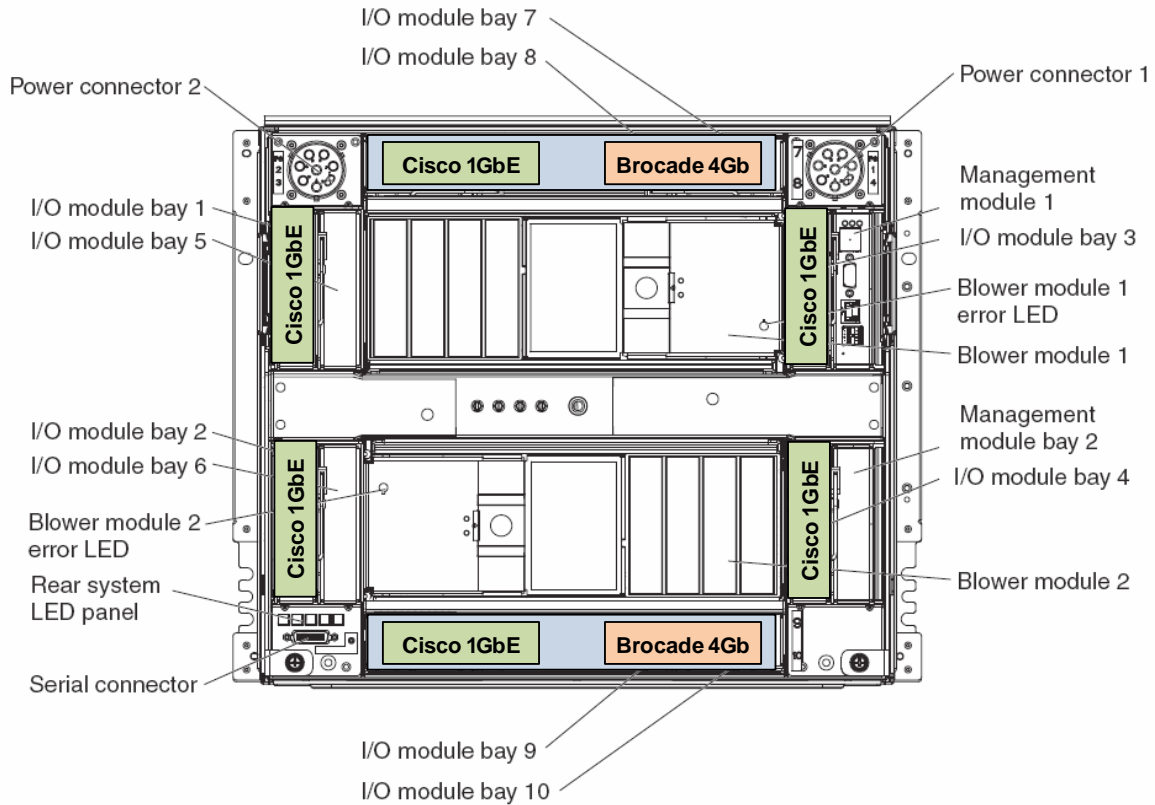 I/O module bay 7
I/O module bay 8
Power connector 2
Power connector 1
Cisco 1GbE
Brocade 4Gb
7
8
Management
module 1
I/O module bay 1
I/O module bay 5
Cisco 1GbE
Cisco 1GbE
I/O module bay 3
Blower module 1
error LED
Blower module 1
I/O module bay 2
I/O module bay 6
Management
module bay 2
I/O module bay 4
Cisco 1GbE
Cisco 1GbE
Blower module 2
error LED
Rear system
LED panel
Blower module 2
9
10
Cisco 1GbE
Brocade 4Gb
Serial connector
I/O module bay 9
I/O module bay 10